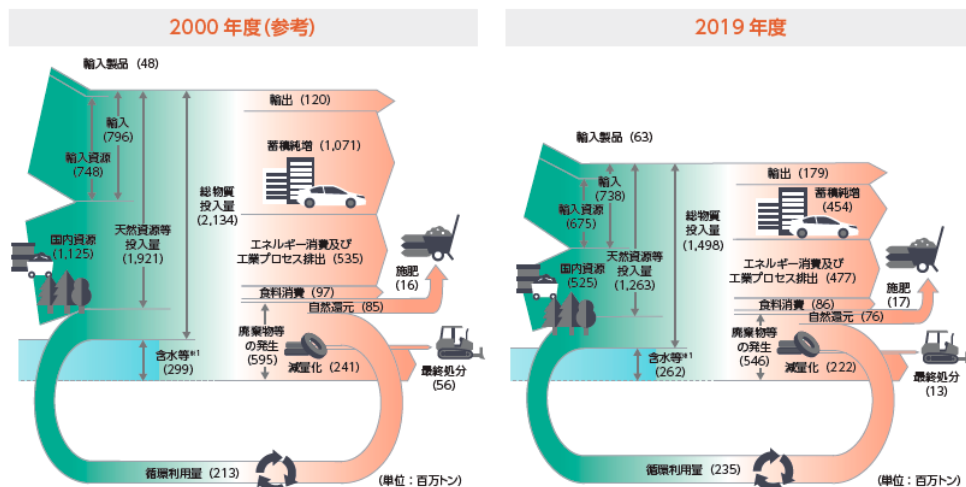 2000 年度(参考)
輸入製品 (48)
輸入
(796)
輸入資源
(748)
国内資源
(1,125)
天然資源等
投入量
(1,921)
総物質
投入量
(2,134)
輸出 (120)
蓄積純増 (1,071)
エネルギー消費及び
工業プロセス排出 (535)
食料消費 (97)
自然還元 (85)
施肥
(16)
廃棄物等
の発生
(595)
減量化 (241)
最終処分
(56)
含水等※1
(299)
循環利用量 (213)
(単位:百万トン)
2019 年度
輸入製品 (63)
輸入
(738)
輸入資源
(675)
国内資源
(525)
天然資源等
投入量
(1,263)
総物質
投入量
(1,498)
輸出 (179)
蓄積純増
(454)
エネルギー消費及び
工業プロセス排出 (477)
食料消費 (86)
自然還元 (76)
施肥
(17)
廃棄物等
の発生
(546)
減量化 (222)
最終処分
(13)
含水等※1
(262)
循環利用量 (235)
(単位:百万トン)